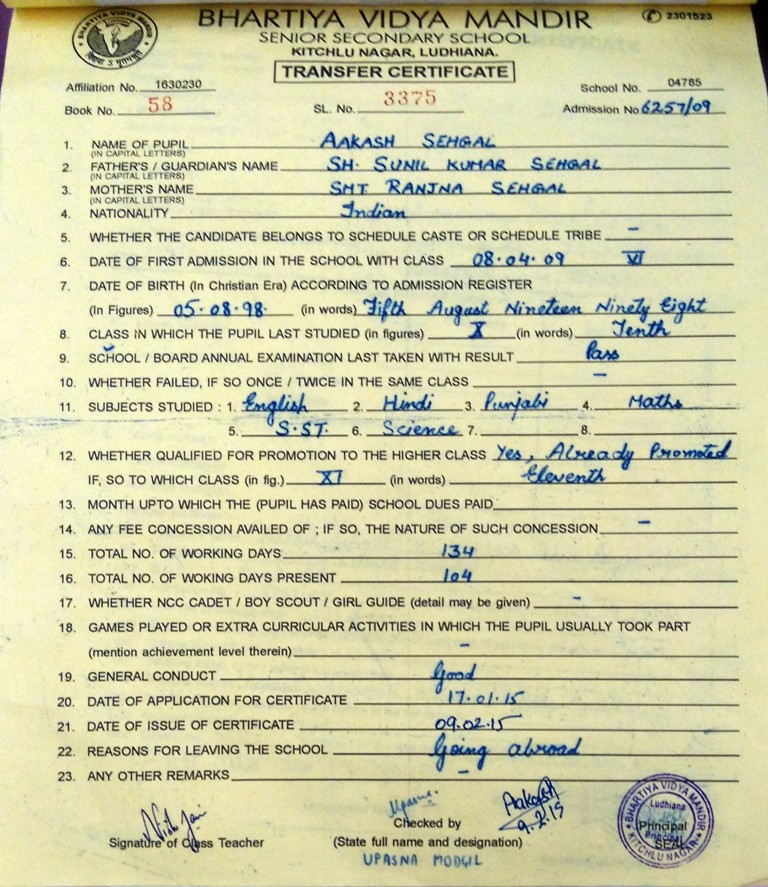 BHARTIYA VIDYA MANDIR
2301523
SENIOR SECONDARY SCHOOL
KITCHLU NAGAR, LUDHIANA.
TRANSFER CERTIFICATE
Affiliation No. 1630230 School No. 04785
Book No. 58 SL. No. 3375 Admission No 6257/09
1. NAME OF PUPIL AAKASH SEHGAL
(IN CAPITAL LETTERS)
2. FATHER'S / GUARDIAN'S NAME SH. SUNIL KUMAR SEHGAL
(IN CAPITAL LETTERS)
3. MOTHER'S NAME SMT RANJNA SEHGAL
(IN CAPITAL LETTERS)
4. NATIONALITY Indian
5. WHETHER THE CANDIDATE BELONGS TO SCHEDULE CASTE OR SCHEDULE TRIBE –
6. DATE OF FIRST ADMISSION IN THE SCHOOL WITH CLASS 08.04.09 VI
7. DATE OF BIRTH (In Christian Era) ACCORDING TO ADMISSION REGISTER
(In Figures) 05.08.98. (in words) Fifth August Nineteen Ninety Eight
8. CLASS IN WHICH THE PUPIL LAST STUDIED (in figures) X (in words) Tenth
9. SCHOOL / BOARD ANNUAL EXAMINATION LAST TAKEN WITH RESULT Pass
10. WHETHER FAILED, IF SO ONCE / TWICE IN THE SAME CLASS –
11. SUBJECTS STUDIED : 1. English 2. Hindi 3. Punjabi 4. Maths
5. S.ST. 6. Science 7. 8.
12. WHETHER QUALIFIED FOR PROMOTION TO THE HIGHER CLASS Yes, Already Promoted
IF, SO TO WHICH CLASS (in fig.) XI (in words) Eleventh
13. MONTH UPTO WHICH THE (PUPIL HAS PAID) SCHOOL DUES PAID
14. ANY FEE CONCESSION AVAILED OF ; IF SO, THE NATURE OF SUCH CONCESSION –
15. TOTAL NO. OF WORKING DAYS 134
16. TOTAL NO. OF WOKING DAYS PRESENT 104
17. WHETHER NCC CADET / BOY SCOUT / GIRL GUIDE (detail may be given) –
18. GAMES PLAYED OR EXTRA CURRICULAR ACTIVITIES IN WHICH THE PUPIL USUALLY TOOK PART
(mention achievement level therein) –
19. GENERAL CONDUCT Good
20. DATE OF APPLICATION FOR CERTIFICATE 17.01.15
21. DATE OF ISSUE OF CERTIFICATE 09.02.15
22. REASONS FOR LEAVING THE SCHOOL Going abroad
23. ANY OTHER REMARKS –
Upasna Aakash
9.2.15
Signature of Class Teacher Checked by Principal
(State full name and designation) SEAL
UPASNA MODGIL
BHARTIYA VIDYA MANDIR
Ludhiana
KITCHLU NAGAR